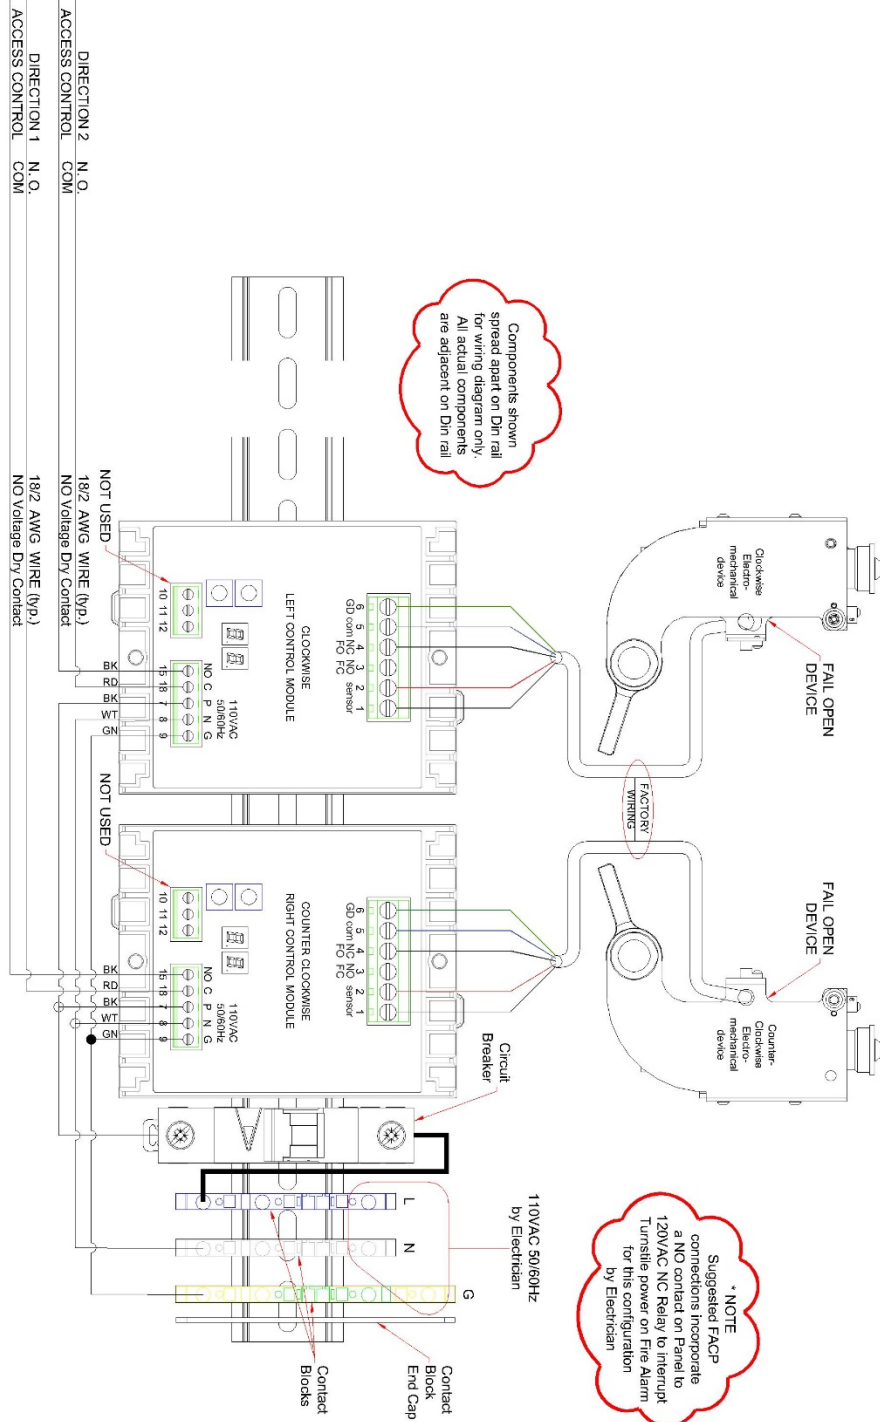 DIRECTION 2 N. O.
ACCESS CONTROL COM
DIRECTION 1 N. O.
ACCESS CONTROL COM
Components shown
spread apart on Din rail
for wiring diagram only.
All actual components
are adjacent on Din rail
Clockwise
Electro-
mechanical
device
FAIL OPEN
DEVICE
FACTORY
WIRING
FAIL OPEN
DEVICE
Counter-
Clockwise
Electro-
mechanical
device
NOT USED
18/2 AWG WIRE (typ.)
NO Voltage Dry Contact
18/2 AWG WIRE (typ.)
NO Voltage Dry Contact
6 5 4 3 2 1
GD com NC NO sensor
FO FC
CLOCKWISE
LEFT CONTROL MODULE
110VAC
50/60Hz
NO C P N G
10 11 12
15 18 7 8 9
BK
RD
BK
WT
GN
NOT USED
6 5 4 3 2 1
GD com NC NO sensor
FO FC
COUNTER CLOCKWISE
RIGHT CONTROL MODULE
110VAC
50/60Hz
NO C P N G
10 11 12
15 18 7 8 9
BK
RD
BK
WT
GN
Circuit
Breaker
110VAC 50/60Hz
by Electrician
L
N
G
Contact
Blocks
Contact
Block
End Cap
* NOTE
Suggested FACP
connections incorporate
a NO contact on Panel to
120VAC NC Relay to interrupt
Turnstile power on Fire Alarm
for this configuration
by Electrician